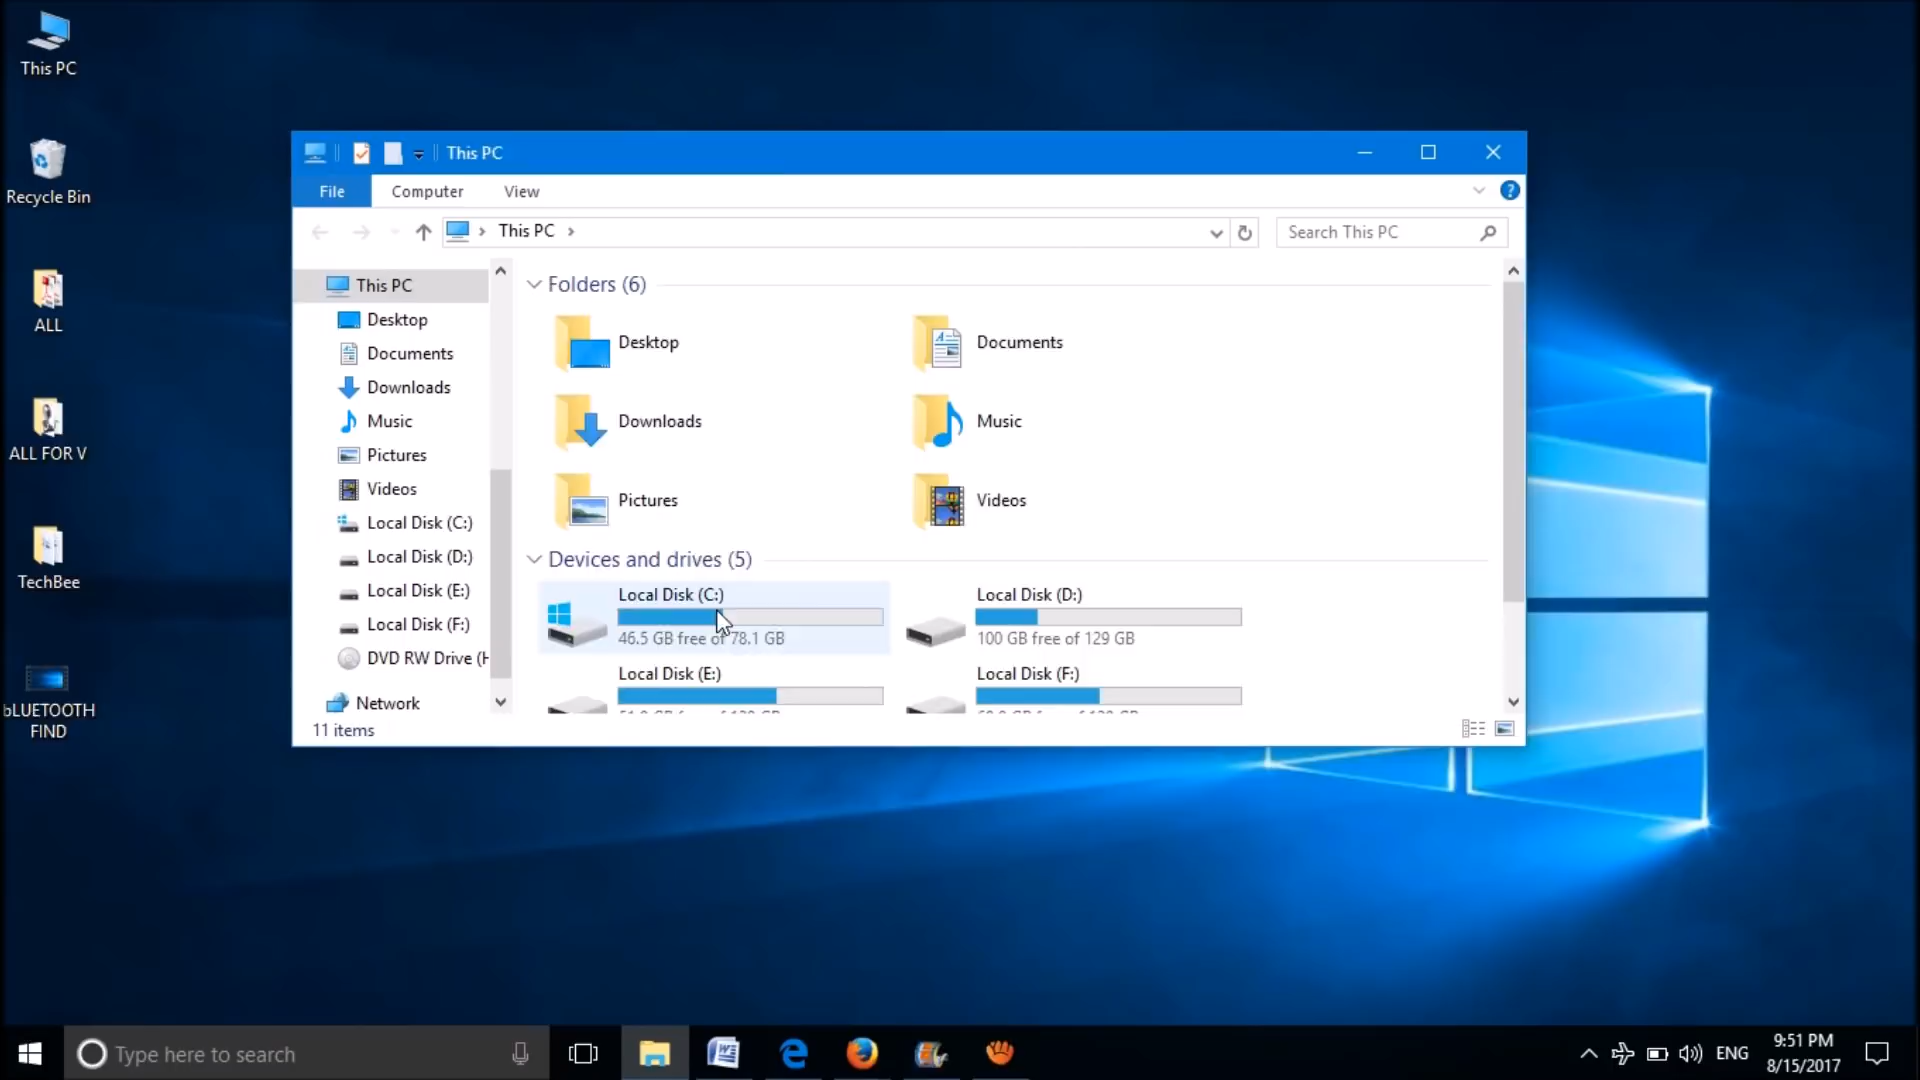 This PC
Recycle Bin
ALL
ALL FOR V
TechBee
bLUETOOTH
FIND
This PC
File
Computer
View
This PC
Search This PC
This PC
Desktop
Documents
Downloads
Music
Pictures
Videos
Local Disk (C:)
Local Disk (D:)
Local Disk (E:)
Local Disk (F:)
DVD RW Drive (H
Network
Folders (6)
Desktop
Documents
Downloads
Music
Pictures
Videos
Devices and drives (5)
Local Disk (C:)
46.5 GB free of 78.1 GB
Local Disk (D:)
100 GB free of 129 GB
Local Disk (E:)
Local Disk (F:)
11 items
Type here to search
ENG
9:51 PM
8/15/2017